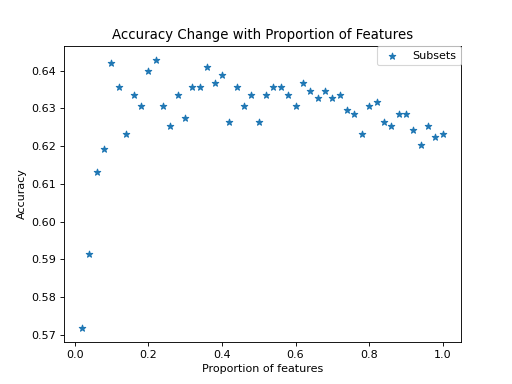 Accuracy Change with Proportion of Features
Subsets
Accuracy
0.64
0.63
0.62
0.61
0.60
0.59
0.58
0.57
0.0 0.2 0.4 0.6 0.8 1.0
Proportion of features